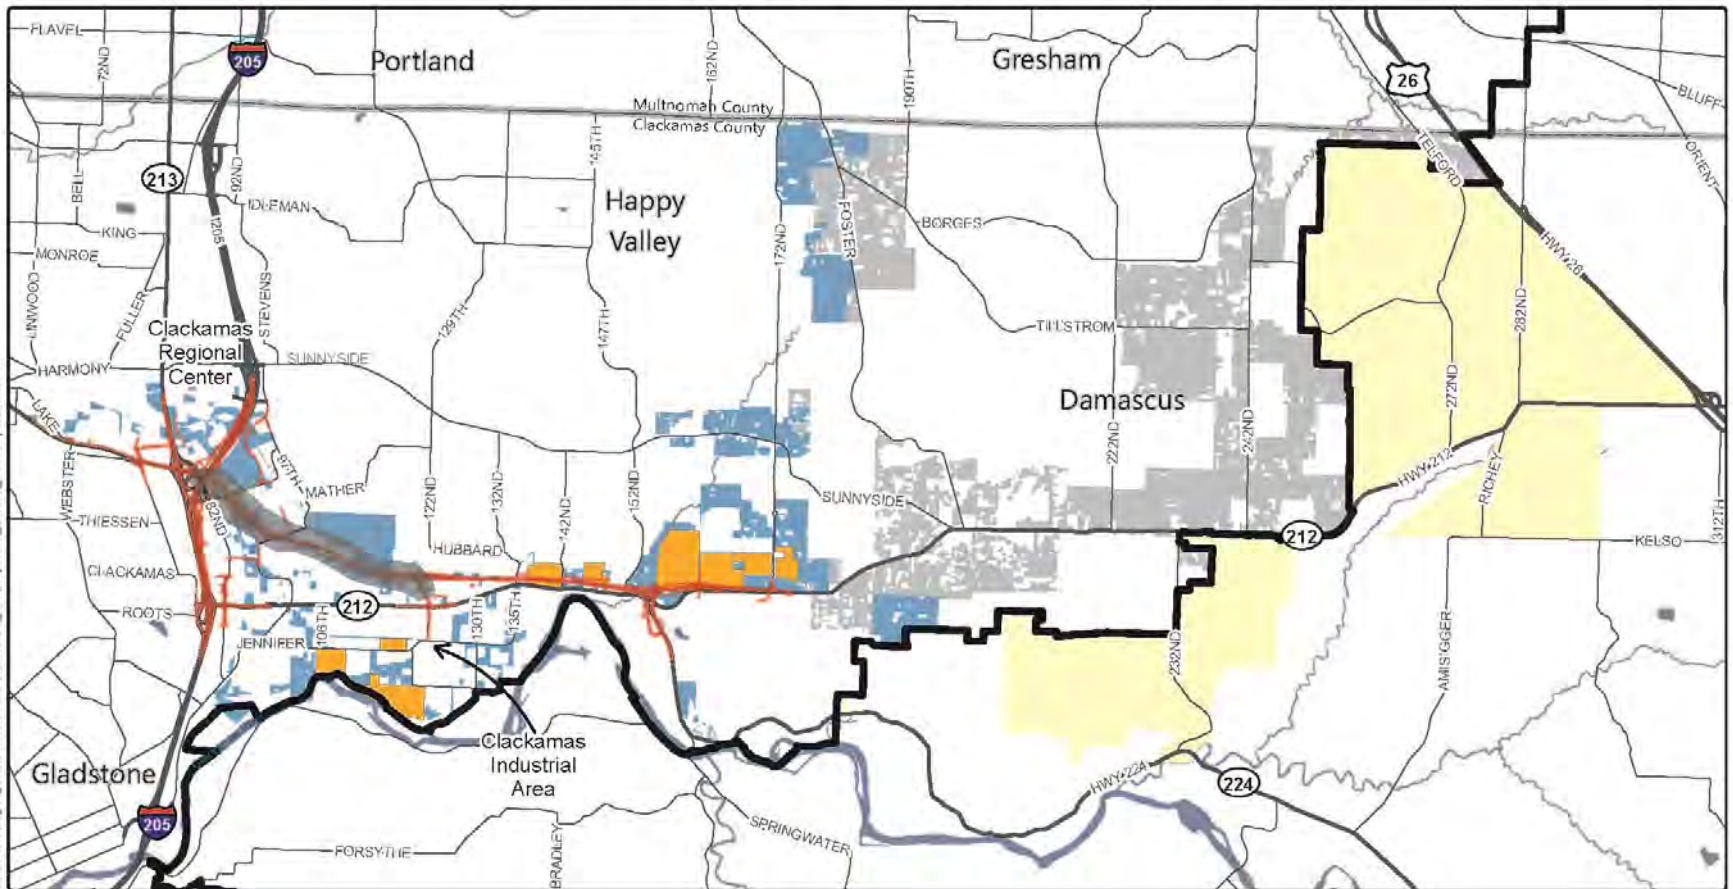 FLAVEL
72ND
205
Portland
162ND
Gresham
190TH
26
BLUFF
Multnomah County
Clackamas County
145TH
TELFORD
ORIENT
BELL
213
92ND
IDLEMAN
Happy
Valley
KING
MONROE
I205
172ND
FOSTER
BORGES
HWY 26
LINWOOD
FULLER
STEVENS
129TH
147TH
282ND
Clackamas
Regional
Center
SUNNYSIDE
TILLSTROM
HARMONY
272ND
LAKE
Damascus
222ND
242ND
WEBSTER
97TH
MATHER
122ND
132ND
142ND
152ND
SUNNYSIDE
HWY 212
RICHEY
312TH
THIESSEN
82ND
HUBBARD
212
KELSO
CLACKAMAS
ROOTS
212
106TH
130TH
135TH
JENNIFER
232ND
AMISIGGER
Clackamas
Industrial
Area
Gladstone
HWY 224
224
205
FORSYTHE
BRADLEY
SPRINGWATER